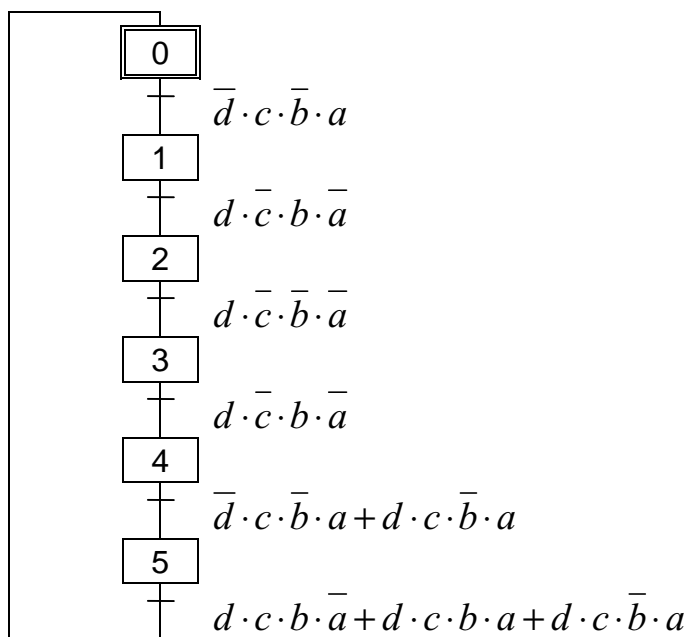 0
d̅ · c · b̅ · a
1
d · c̅ · b · a̅
2
d · c̅ · b̅ · a̅
3
d · c̅ · b · a̅
4
d̅ · c · b̅ · a + d · c · b̅ · a
5
d · c · b · a̅ + d · c · b · a + d · c · b̅ · a